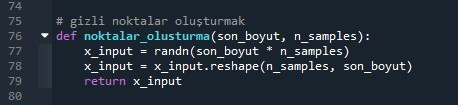 74
75
76 # gizli noktalar oluşturmak
77 def noktalar_olusturma(son_boyut, n_samples):
78 x_input = randn(son_boyut * n_samples)
79 x_input = x_input.reshape(n_samples, son_boyut)
80 return x_input